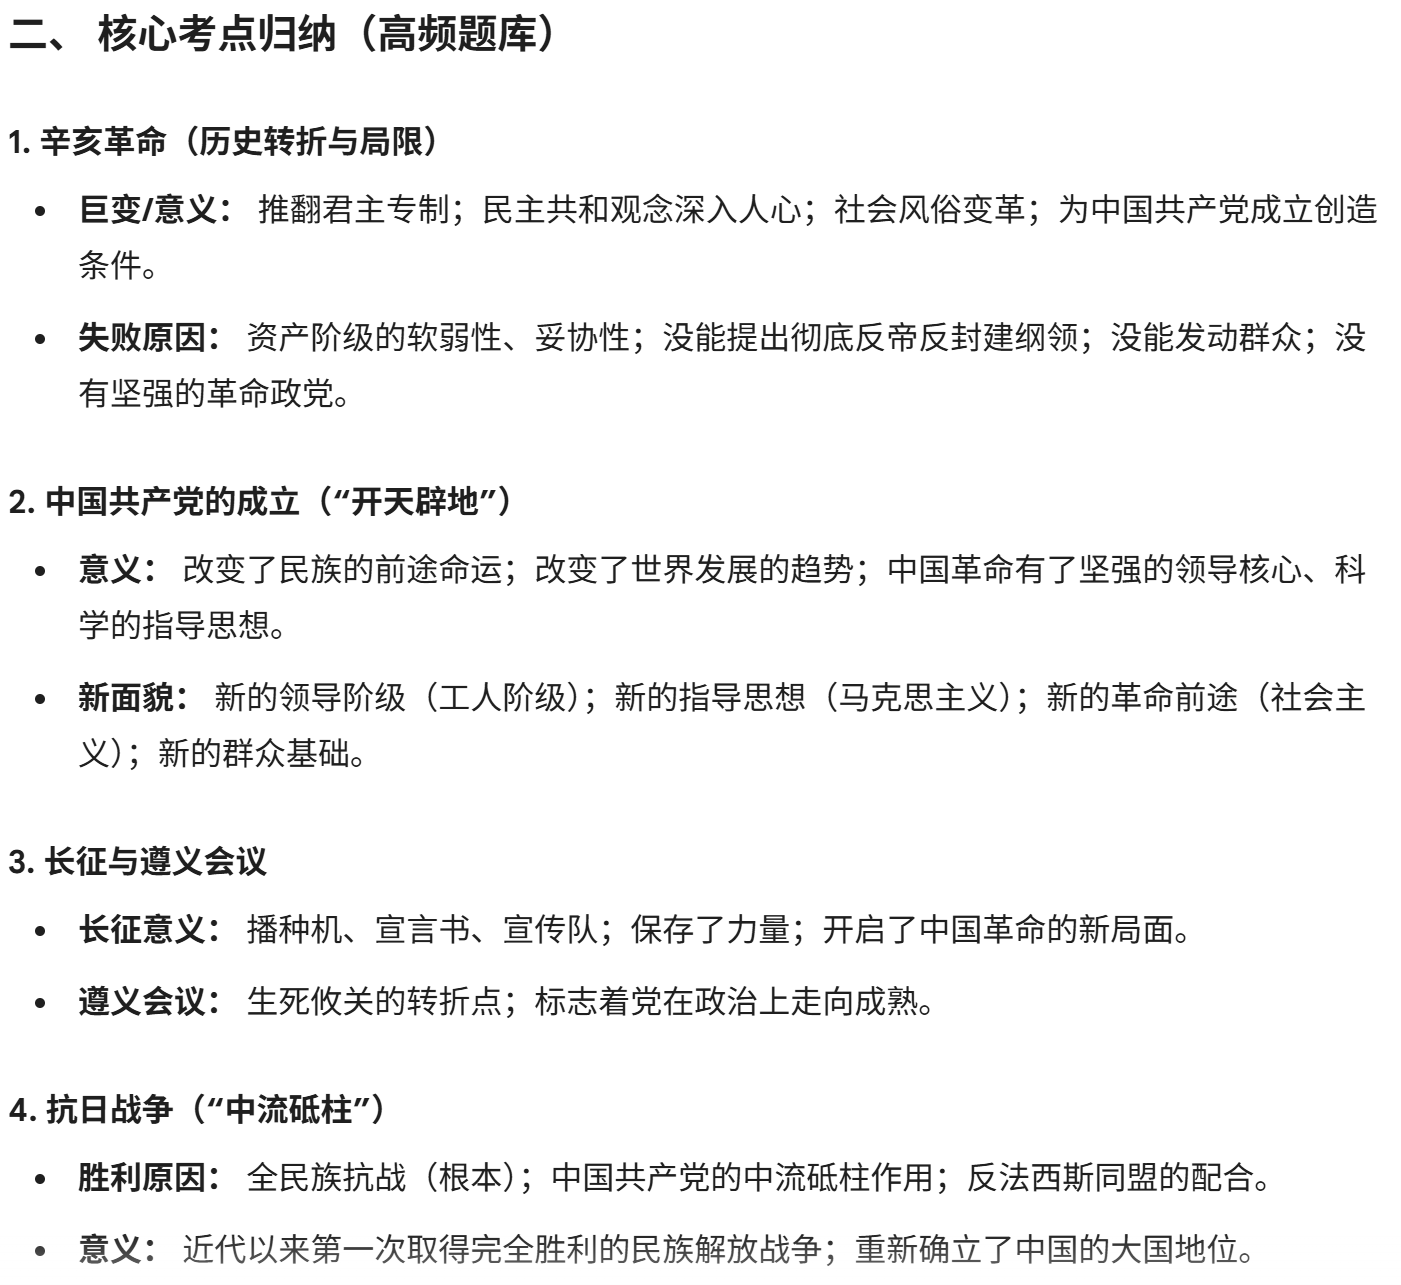 二、 核心考点归纳（高频题库）
1. 辛亥革命（历史转折与局限）
• 巨变/意义： 推翻君主专制；民主共和观念深入人心；社会风俗变革；为中国共产党成立创造
条件。
• 失败原因： 资产阶级的软弱性、妥协性；没能提出彻底反帝反封建纲领；没能发动群众；没
有坚强的革命政党。
2. 中国共产党的成立（“开天辟地”）
• 意义： 改变了民族的前途命运；改变了世界发展的趋势；中国革命有了坚强的领导核心、科
学的指导思想。
• 新面貌： 新的领导阶级（工人阶级）；新的指导思想（马克思主义）；新的革命前途（社会主
义）；新的群众基础。
3. 长征与遵义会议
• 长征意义： 播种机、宣言书、宣传队；保存了力量；开启了中国革命的新局面。
• 遵义会议： 生死攸关的转折点；标志着党在政治上走向成熟。
4. 抗日战争（“中流砥柱”）
• 胜利原因： 全民族抗战（根本）；中国共产党的中流砥柱作用；反法西斯同盟的配合。
• 意义： 近代以来第一次取得完全胜利的民族解放战争；重新确立了中国的大国地位。